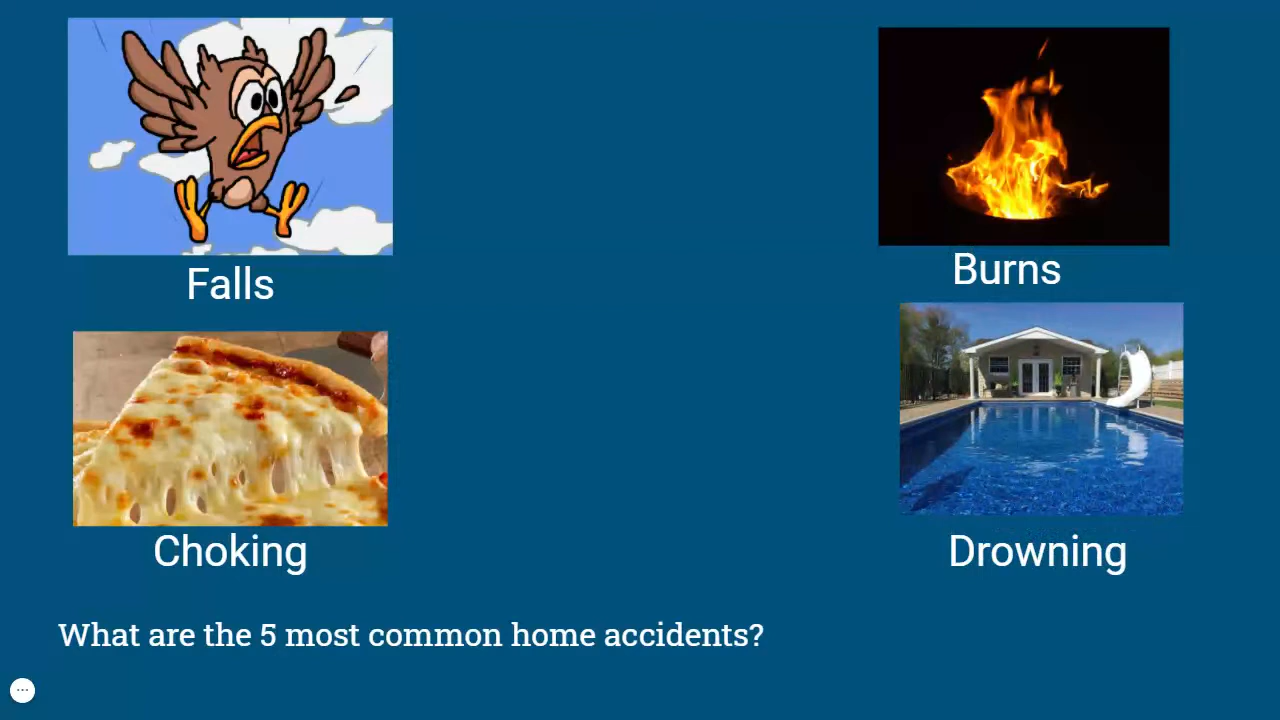 Falls
Burns
Choking
Drowning
What are the 5 most common home accidents?